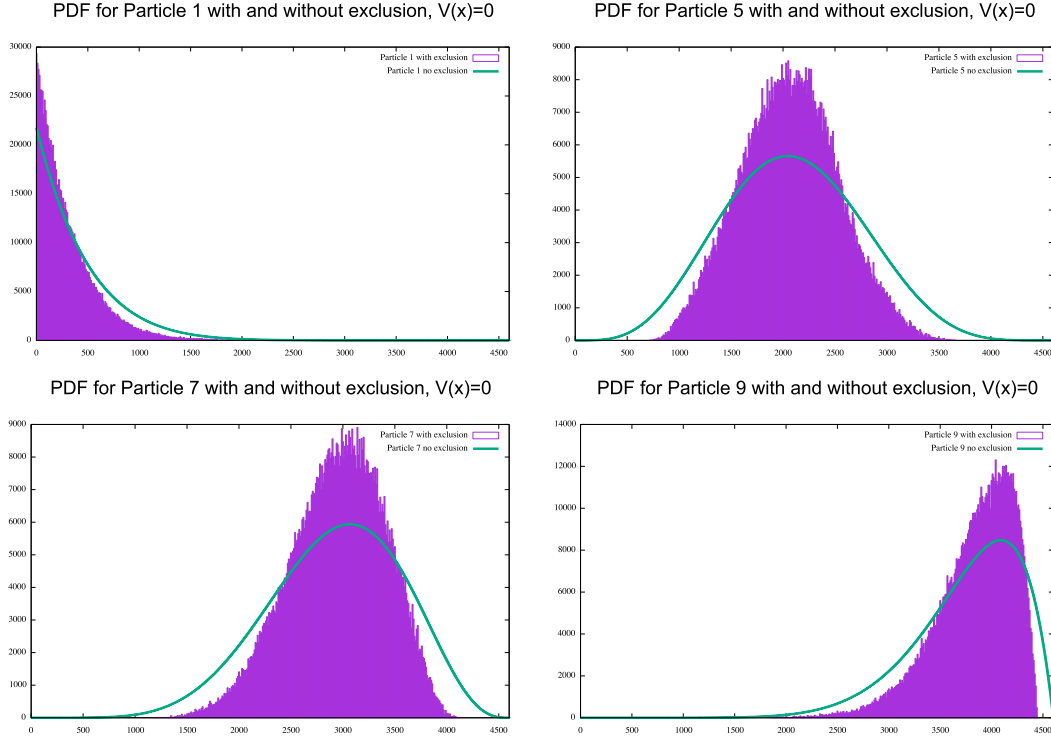 PDF for Particle 1 with and without exclusion, V(x)=0
30000
25000
20000
15000
10000
5000
0
Particle 1 with exclusion
Particle 1 no exclusion
0 500 1000 1500 2000 2500 3000 3500 4000 4500
PDF for Particle 5 with and without exclusion, V(x)=0
9000
8000
7000
6000
5000
4000
3000
2000
1000
0
Particle 5 with exclusion
Particle 5 no exclusion
0 500 1000 1500 2000 2500 3000 3500 4000 4500
PDF for Particle 7 with and without exclusion, V(x)=0
9000
8000
7000
6000
5000
4000
3000
2000
1000
0
Particle 7 with exclusion
Particle 7 no exclusion
0 500 1000 1500 2000 2500 3000 3500 4000 4500
PDF for Particle 9 with and without exclusion, V(x)=0
14000
12000
10000
8000
6000
4000
2000
0
Particle 9 with exclusion
Particle 9 no exclusion
0 500 1000 1500 2000 2500 3000 3500 4000 4500